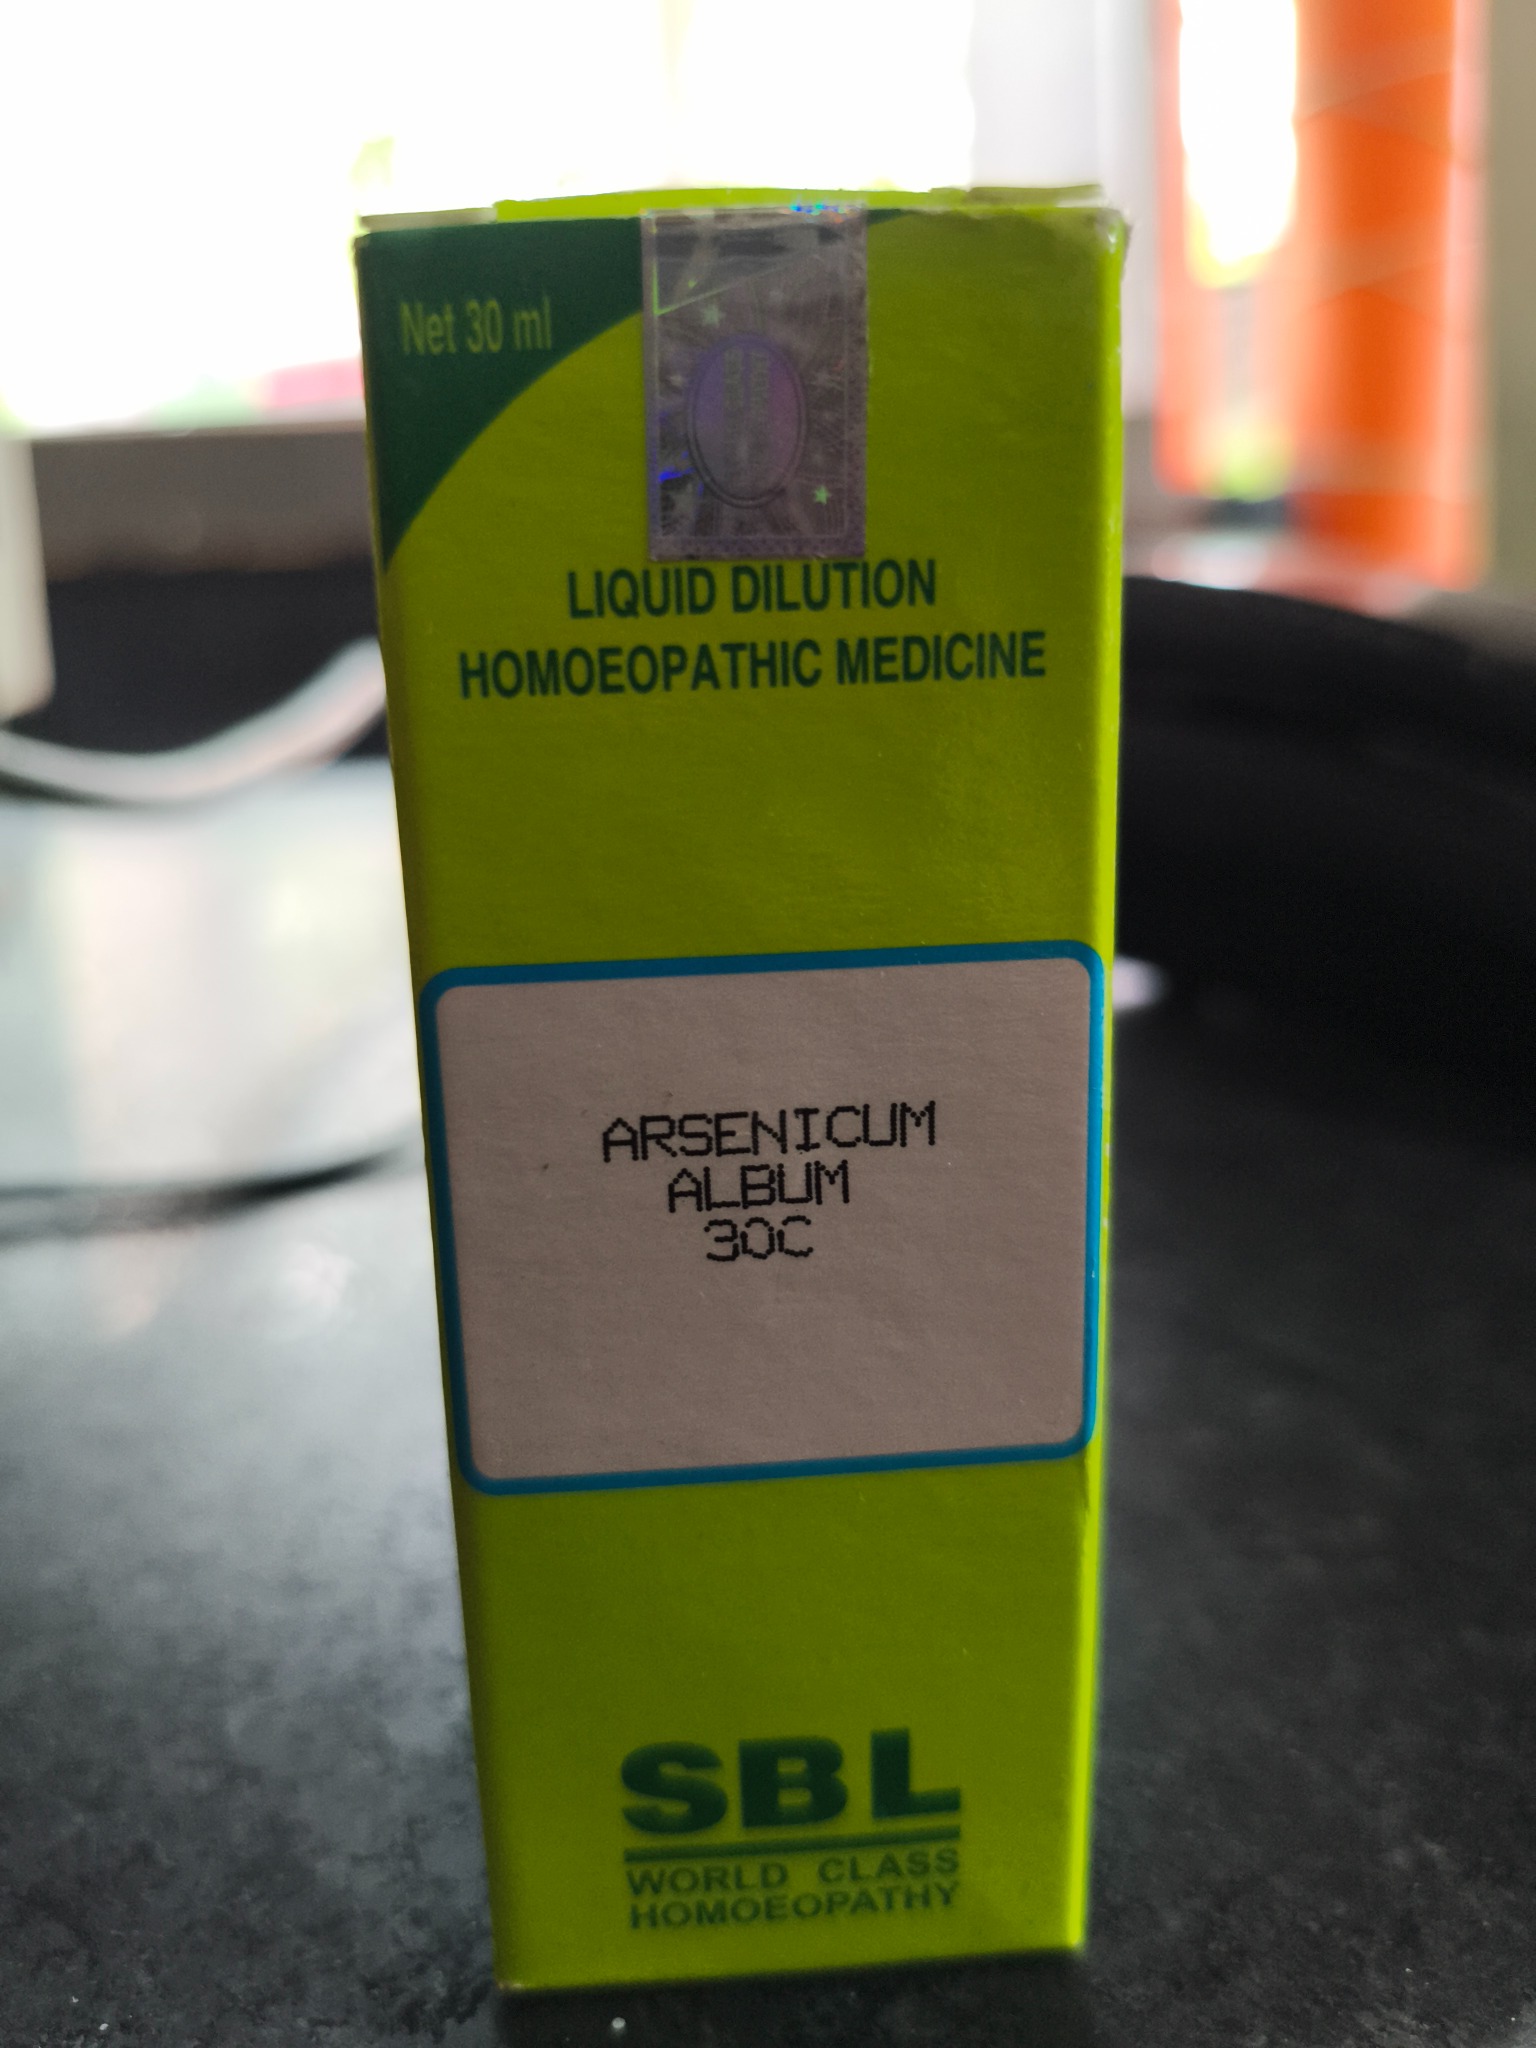 Net 30 ml
LIQUID DILUTION
HOMOEOPATHIC MEDICINE
ARSENICUM
ALBUM
30C
SBL
WORLD CLASS
HOMOEOPATHY